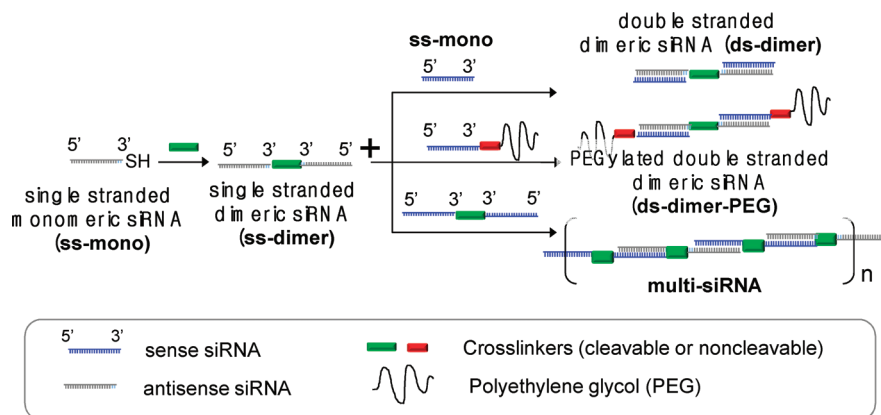 double stranded
dimeric siRNA (ds-dimer)
ss-mono
5’ 3’
5’ 3’
5’ 3’
SH
5’ 3’ 3’ 5’
+
PEGylated double stranded
dimeric siRNA
(ds-dimer-PEG)
single stranded
monomeric siRNA
(ss-mono)
single stranded
dimeric siRNA
(ss-dimer)
5’ 3’ 3’ 5’
n
multi-siRNA
5’ 3’
sense siRNA
Crosslinkers (cleavable or noncleavable)
antisense siRNA
Polyethylene glycol (PEG)